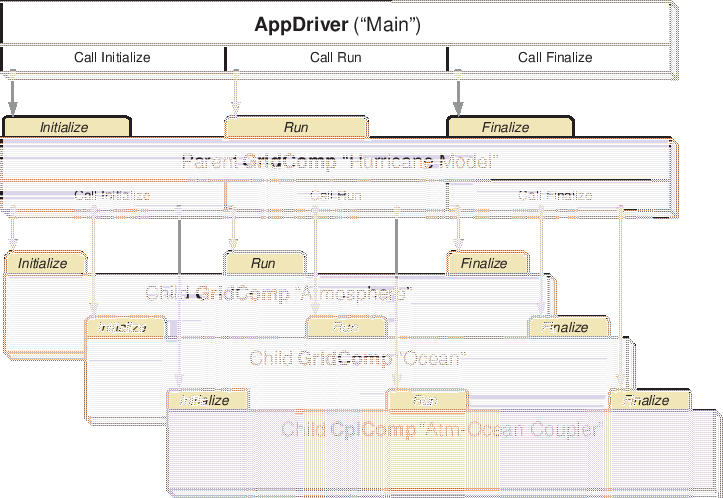 AppDriver (“Main”)
Call Initialize Call Run Call Finalize
Initialize Run Finalize
Parent GridComp “Hurricane Model”
Call Initialize Call Run Call Finalize
Initialize Run Finalize
Child GridComp “Atmosphere”
Initialize Run Finalize
Child GridComp “Ocean”
Initialize Run Finalize
Child CplComp “Atm-Ocean Coupler”